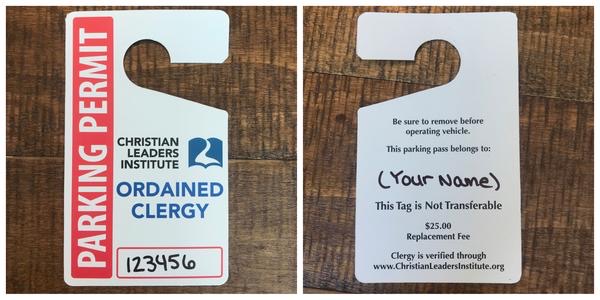 PARKING PERMIT
CHRISTIAN
LEADERS
INSTITUTE
ORDAINED
CLERGY
123456
Be sure to remove before
operating vehicle.
This parking pass belongs to:
(Your Name)
This Tag is Not Transferable
$25.00
Replacement Fee
Clergy is verified through
www.ChristianLeadersInstitute.org